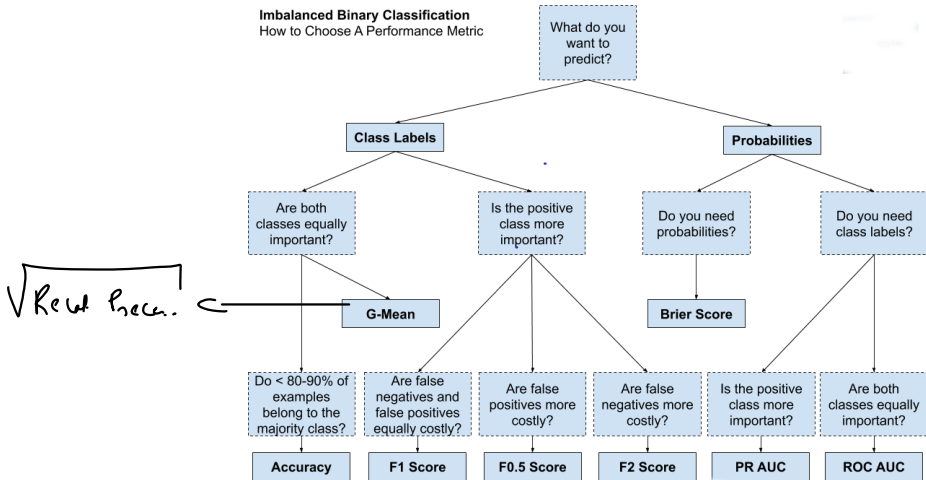 Imbalanced Binary Classification
How to Choose A Performance Metric
What do you
want to
predict?
Class Labels
Probabilities
Are both
classes equally
important?
Is the positive
class more
important?
Do you need
probabilities?
Do you need
class labels?
G-Mean
Brier Score
Do < 80-90% of
examples
belong to the
majority class?
Are false
negatives and
false positives
equally costly?
Are false
positives more
costly?
Are false
negatives more
costly?
Is the positive
class more
important?
Are both
classes equally
important?
Accuracy
F1 Score
F0.5 Score
F2 Score
PR AUC
ROC AUC